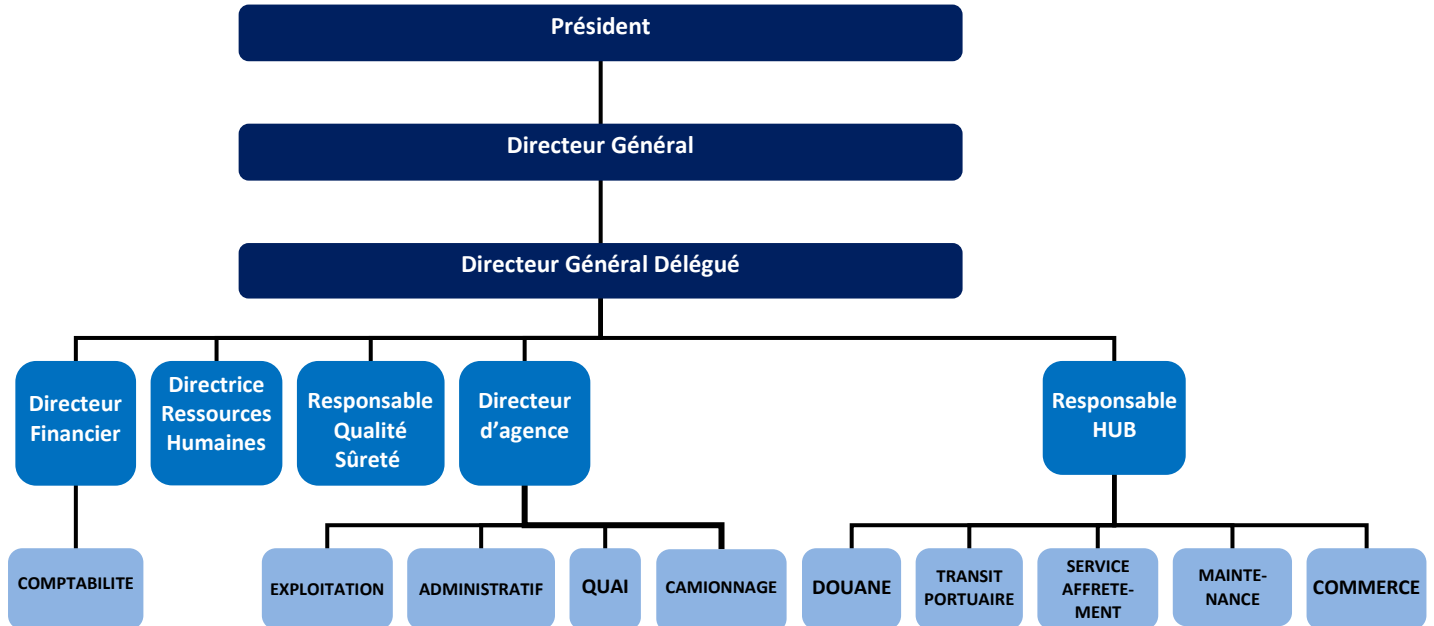 Président
Directeur Général
Directeur Général Délégué
Directeur
Financier
Directrice
Ressources
Humaines
Responsable
Qualité
Sûreté
Directeur
d'agence
Responsable
HUB
COMPTABILITE
EXPLOITATION
ADMINISTRATIF
QUAI
CAMIONNAGE
DOUANE
TRANSIT
PORTUAIRE
SERVICE
AFFRETE-
MENT
MAINTE-
NANCE
COMMERCE